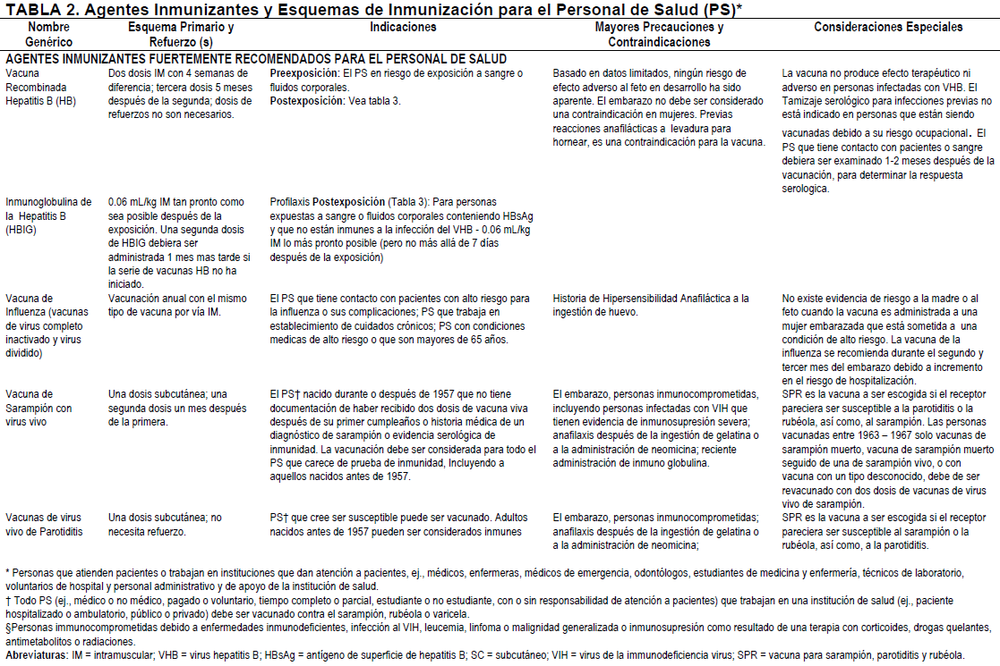 TABLA 2. Agentes Inmunizantes y Esquemas de Inmunización para el Personal de Salud (PS)*
Nombre Genérico
Esquema Primario y Refuerzo (s)
Indicaciones
Mayores Precauciones y Contraindicaciones
Consideraciones Especiales
AGENTES INMUNIZANTES FUERTEMENTE RECOMENDADOS PARA EL PERSONAL DE SALUD
Vacuna
Recombinada
Hepatitis B (HB)
Dos dosis IM con 4 semanas de
diferencia; tercera dosis 5 meses
después de la segunda; dosis de
refuerzos no son necesarios.
Preexposición: El PS en riesgo de exposición a sangre o
fluidos corporales.
Postexposición: Vea tabla 3.
Basado en datos limitados, ningún riesgo de
efecto adverso al feto en desarrollo ha sido
aparente. El embarazo no debe ser considerado
una contraindicación en mujeres. Previas
reacciones anafilácticas a levadura para
hornear, es una contraindicación para la vacuna.
La vacuna no produce efecto terapéutico ni
adverso en personas infectadas con VHB. El
Tamizaje serológico para infecciones previas no
está indicado en personas que están siendo
vacunadas debido a su riesgo ocupacional. El
PS que tiene contacto con pacientes o sangre
debiera ser examinado 1-2 meses después de la
vacunación, para determinar la respuesta
serologica.
Inmunoglobulina de
la Hepatitis B
(HBIG)
0.06 mL/kg IM tan pronto como
sea posible después de la
exposición. Una segunda dosis
de HBIG debiera ser
administrada 1 mes mas tarde si
la serie de vacunas HB no ha
iniciado.
Profilaxis Postexposición (Tabla 3): Para personas
expuestas a sangre o fluidos corporales conteniendo HBsAg
y que no están inmunes a la infección del VHB - 0.06 mL/kg
IM lo más pronto posible (pero no más allá de 7 días
después de la exposición)
Vacuna de
Influenza (vacunas
de virus completo
inactivado y virus
dividido)
Vacunación anual con el mismo
tipo de vacuna por vía IM.
El PS que tiene contacto con pacientes con alto riesgo para
la influenza o sus complicaciones; PS que trabaja en
establecimiento de cuidados crónicos; PS con condiciones
medicas de alto riesgo o que son mayores de 65 años.
Historia de Hipersensibilidad Anafiláctica a la
ingestión de huevo.
No existe evidencia de riesgo a la madre o al
feto cuando la vacuna es administrada a una
mujer embarazada que está sometida a una
condición de alto riesgo. La vacuna de la
influenza se recomienda durante el segundo y
tercer mes del embarazo debido a incremento
en el riesgo de hospitalización.
Vacuna de
Sarampión con
virus vivo
Una dosis subcutánea; una
segunda dosis un mes después
de la primera.
El PS† nacido durante o después de 1957 que no tiene
documentación de haber recibido dos dosis de vacuna viva
después de su primer cumpleaños o historia médica de un
diagnóstico de sarampión o evidencia serológica de
inmunidad. La vacunación debe ser considerada para todo el
PS que carece de prueba de inmunidad, Incluyendo a
aquellos nacidos antes de 1957.
El embarazo, personas inmunocomprometidas,
incluyendo personas infectadas con VIH que
tienen evidencia de inmunosupresión severa;
anafilaxis después de la ingestión de gelatina o
a la administración de neomicina; reciente
administración de inmuno globulina.
SPR es la vacuna a ser escogida si el receptor
pareciera ser susceptible a la parotiditis o la
rubéola, así como, al sarampión. Las personas
vacunadas entre 1963 – 1967 solo vacunas de
sarampión muerto, vacuna de sarampión muerto
seguido de una de sarampión vivo, o con
vacuna con un tipo desconocido, debe de ser
revacunado con dos dosis de vacunas de virus
vivo de sarampión.
Vacunas de virus
vivo de Parotiditis
Una dosis subcutánea; no
necesita refuerzo.
PS† que cree ser susceptible puede ser vacunado. Adultos
nacidos antes de 1957 pueden ser considerados inmunes
El embarazo, personas inmunocomprometidas;
anafilaxis después de la ingestión de gelatina o
a la administración de neomicina;
SPR es la vacuna a ser escogida si el receptor
pareciera ser susceptible al sarampión o la
rubéola, así como, a la parotiditis.
* Personas que atienden pacientes o trabajan en instituciones que dan atención a pacientes, ej., médicos, enfermeras, médicos de emergencia, odontólogos, estudiantes de medicina y enfermería, técnicos de laboratorio,
voluntarios de hospital y personal administrativo y de apoyo de la institución de salud.
† Todo PS (ej., médico o no médico, pagado o voluntario, tiempo completo o parcial, estudiante o no estudiante, con o sin responsabilidad de atención a pacientes) que trabajan en una institución de salud (ej., paciente
hospitalizado o ambulatorio, público o privado) debe ser vacunado contra el sarampión, rubéola o varicela.
§Personas immunocomprometidas debido a enfermedades inmunodeficientes, infección al VIH, leucemia, linfoma o malignidad generalizada o inmunosupresión como resultado de una terapia con corticoides, drogas quelantes,
antimetabolitos o radiaciones.
Abreviaturas: IM = intramuscular; VHB = virus hepatitis B; HBsAg = antígeno de superficie de hepatitis B; SC = subcutáneo; VIH = virus de la immunodeficiencia virus; SPR = vacuna para sarampión, parotiditis y rubéola.